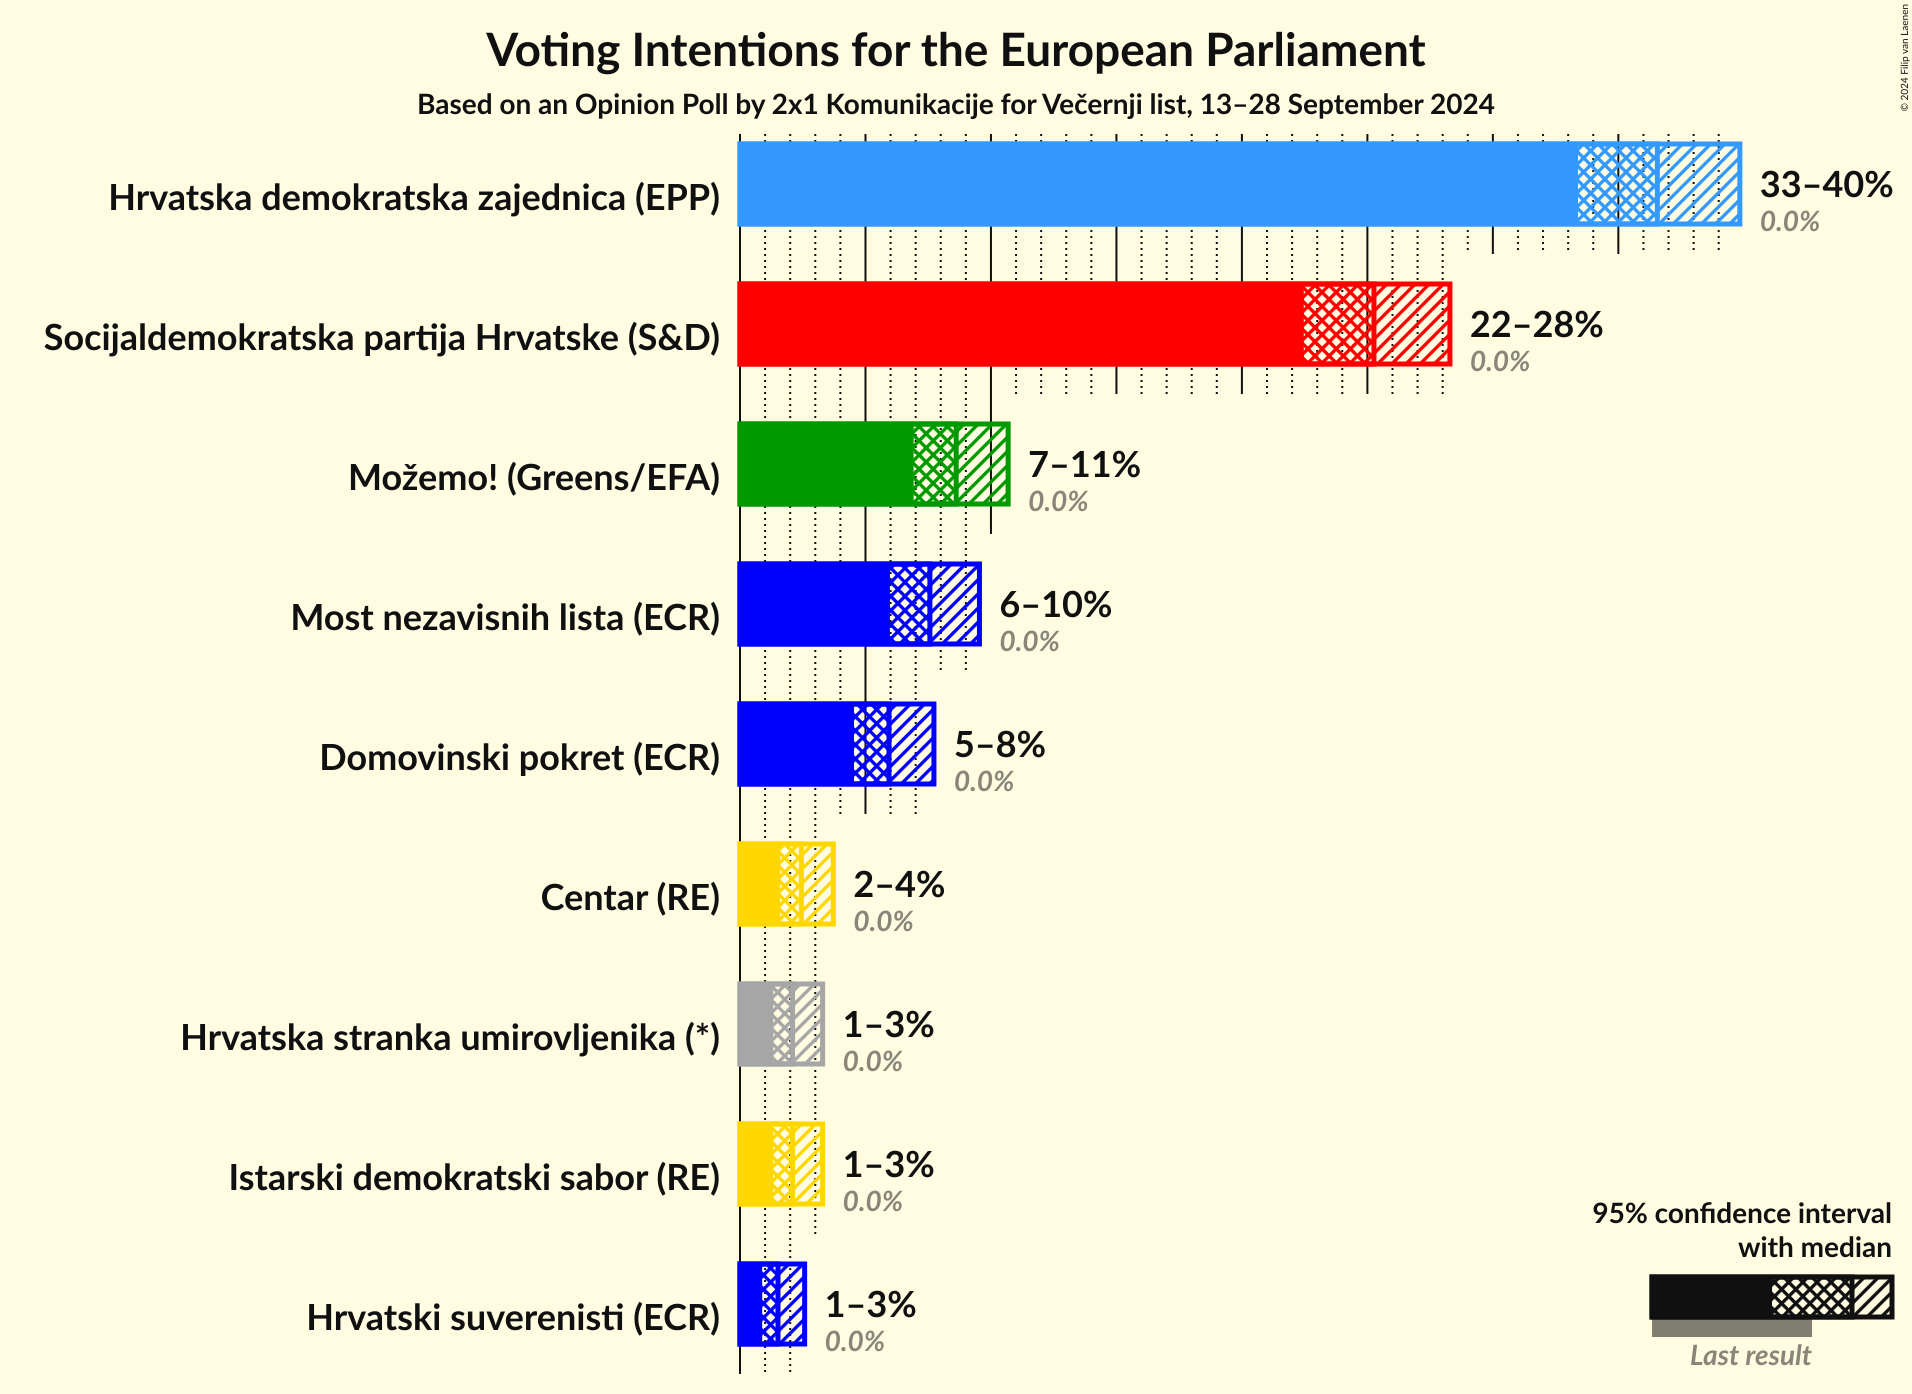 Voting Intentions for the European Parliament
Based on an Opinion Poll by 2x1 Komunikacije for Večernji list, 13–28 September 2024
© 2024 Filip van Laenen
Hrvatska demokratska zajednica (EPP)
33–40%
0.0%
Socijaldemokratska partija Hrvatske (S&D)
22–28%
0.0%
Možemo! (Greens/EFA)
7–11%
0.0%
Most nezavisnih lista (ECR)
6–10%
0.0%
Domovinski pokret (ECR)
5–8%
0.0%
Centar (RE)
2–4%
0.0%
Hrvatska stranka umirovljenika (*)
1–3%
0.0%
Istarski demokratski sabor (RE)
1–3%
0.0%
Hrvatski suverenisti (ECR)
1–3%
0.0%
95% confidence interval
with median
Last result